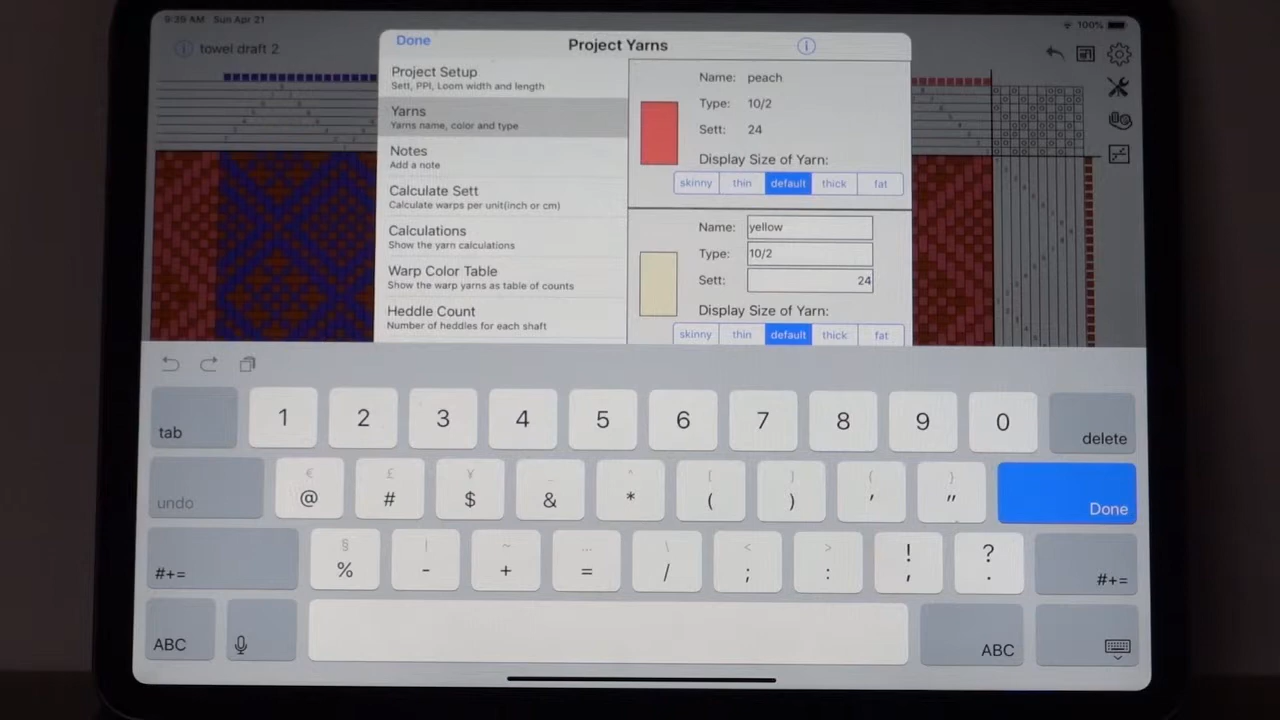 9:39 AM Sun Apr 21
100%
towel draft 2
Done
Project Yarns
Project Setup
Sett, PPI, Loom width and length
Yarns
Yarns name, color and type
Notes
Add a note
Calculate Sett
Calculate warps per unit(inch or cm)
Calculations
Show the yarn calculations
Warp Color Table
Show the warp yarns as table of counts
Heddle Count
Number of heddles for each shaft
Name: peach
Type: 10/2
Sett: 24
Display Size of Yarn:
skinny thin default thick fat
Name: yellow
Type: 10/2
Sett: 24
Display Size of Yarn:
skinny thin default thick fat
tab 1 2 3 4 5 6 7 8 9 0 delete
€ £ ¥ _ ^ [ ] { }
undo @ # $ & * ( ) ' " Done
§ | ~ … \ < > ! ?
#+= % - + = / ; : , . #+=
ABC ABC